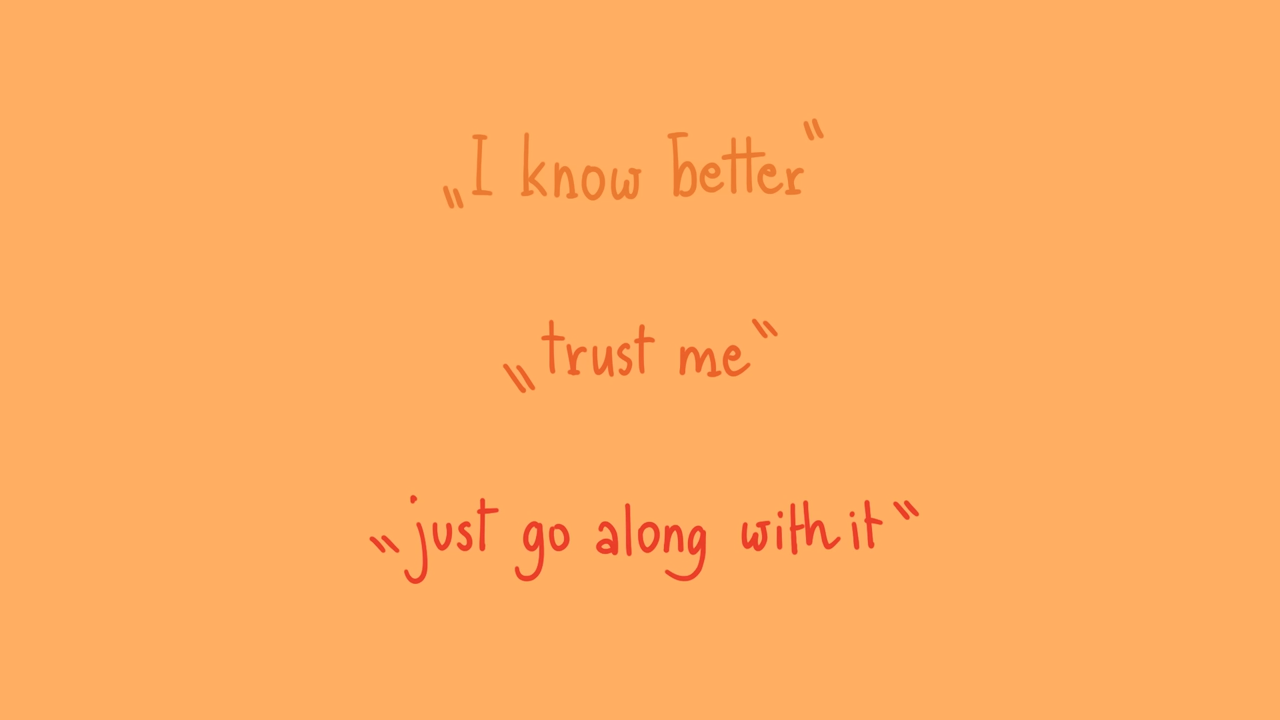 „I know better”
„trust me”
„just go along with it”